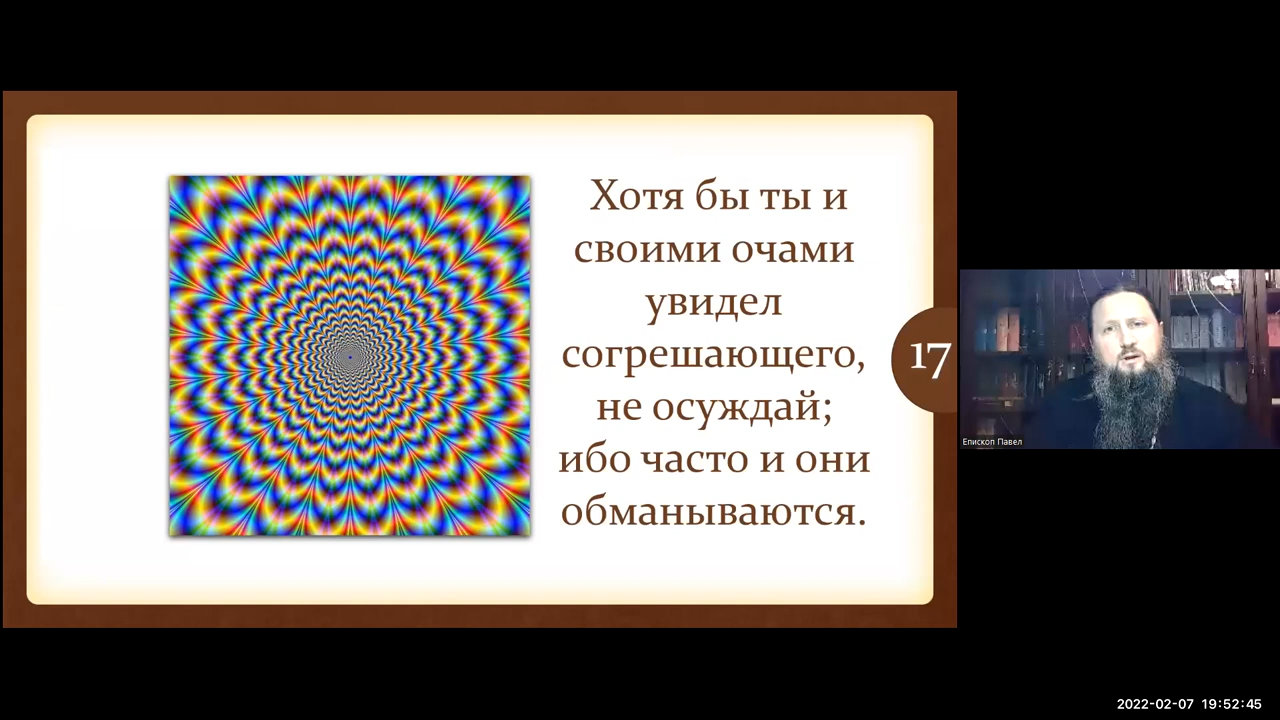 Хотя бы ты и
своими очами
увидел
согрешающего,
не осуждай;
ибо часто и они
обманываются.
17
Епископ Павел
2022-02-07 19:52:45